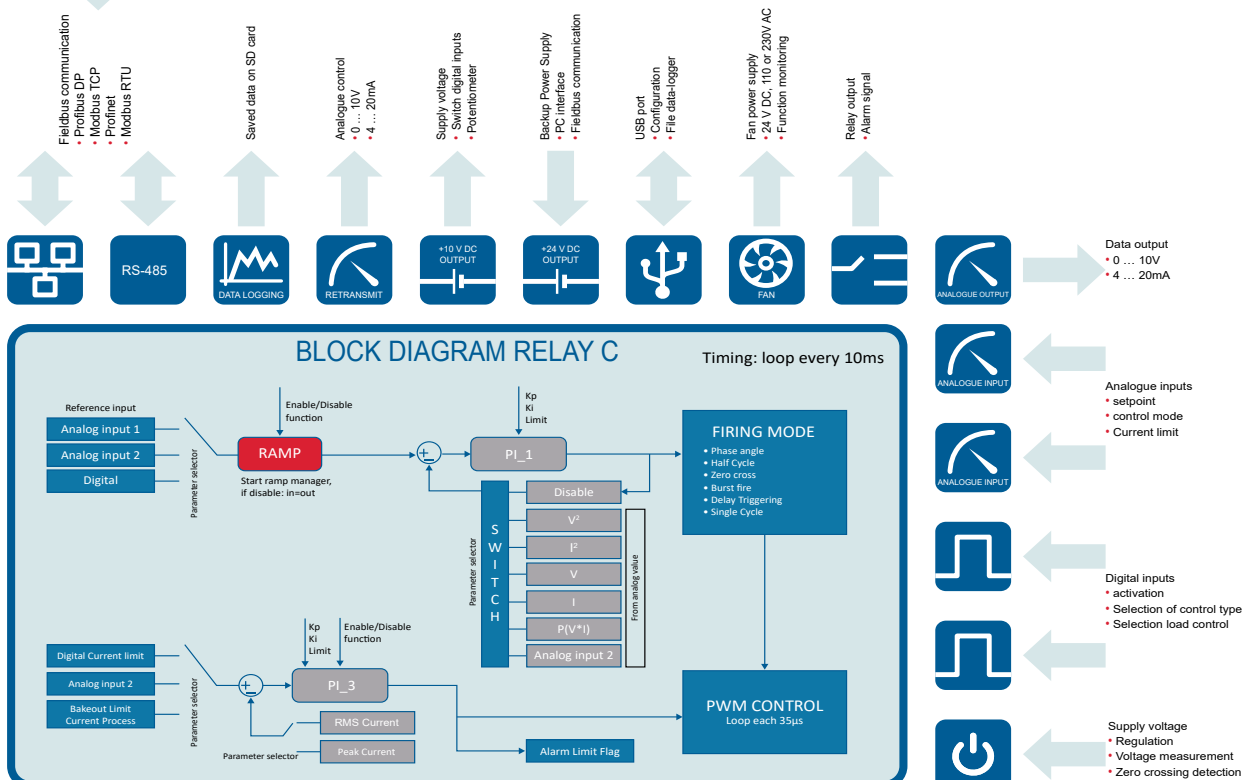 Fieldbus communication
• Profibus DP
• Modbus TCP
• Profinet
• Modbus RTU
Saved data on SD card
Analogue control
• 0 … 10V
• 4 … 20mA
Supply voltage
• Switch digital inputs
• Potentiometer
Backup Power Supply
• PC interface
• Fieldbus communication
USB port
• Configuration
• File data-logger
Fan power supply
• 24 V DC, 110 or 230V AC
• Function monitoring
Relay output
• Alarm signal
RS-485
DATA LOGGING
RETRANSMIT
+10 V DC
OUTPUT
+24 V DC
OUTPUT
FAN
ANALOGUE OUTPUT
Data output
• 0 … 10V
• 4 … 20mA
ANALOGUE INPUT
ANALOGUE INPUT
Analogue inputs
• setpoint
• control mode
• Current limit
Digital inputs
• activation
• Selection of control type
• Selection load control
Supply voltage
• Regulation
• Voltage measurement
• Zero crossing detection
BLOCK DIAGRAM RELAY C
Timing: loop every 10ms
Reference input
Analog input 1
Analog input 2
Digital
Parameter selector
Enable/Disable
function
RAMP
Start ramp manager,
if disable: in=out
Kp
Ki
Limit
+
–
PI_1
FIRING MODE
• Phase angle
• Half Cycle
• Zero cross
• Burst fire
• Delay Triggering
• Single Cycle
Parameter selector
SWITCH
Disable
V²
I²
V
I
P(V*I)
Analog input 2
From analog value
Digital Current limit
Analog input 2
Bakeout Limit
Current Process
Parameter selector
Kp
Ki
Limit
Enable/Disable
function
+
–
PI_3
RMS Current
Parameter selector
Peak Current
Alarm Limit Flag
PWM CONTROL
Loop each 35μs